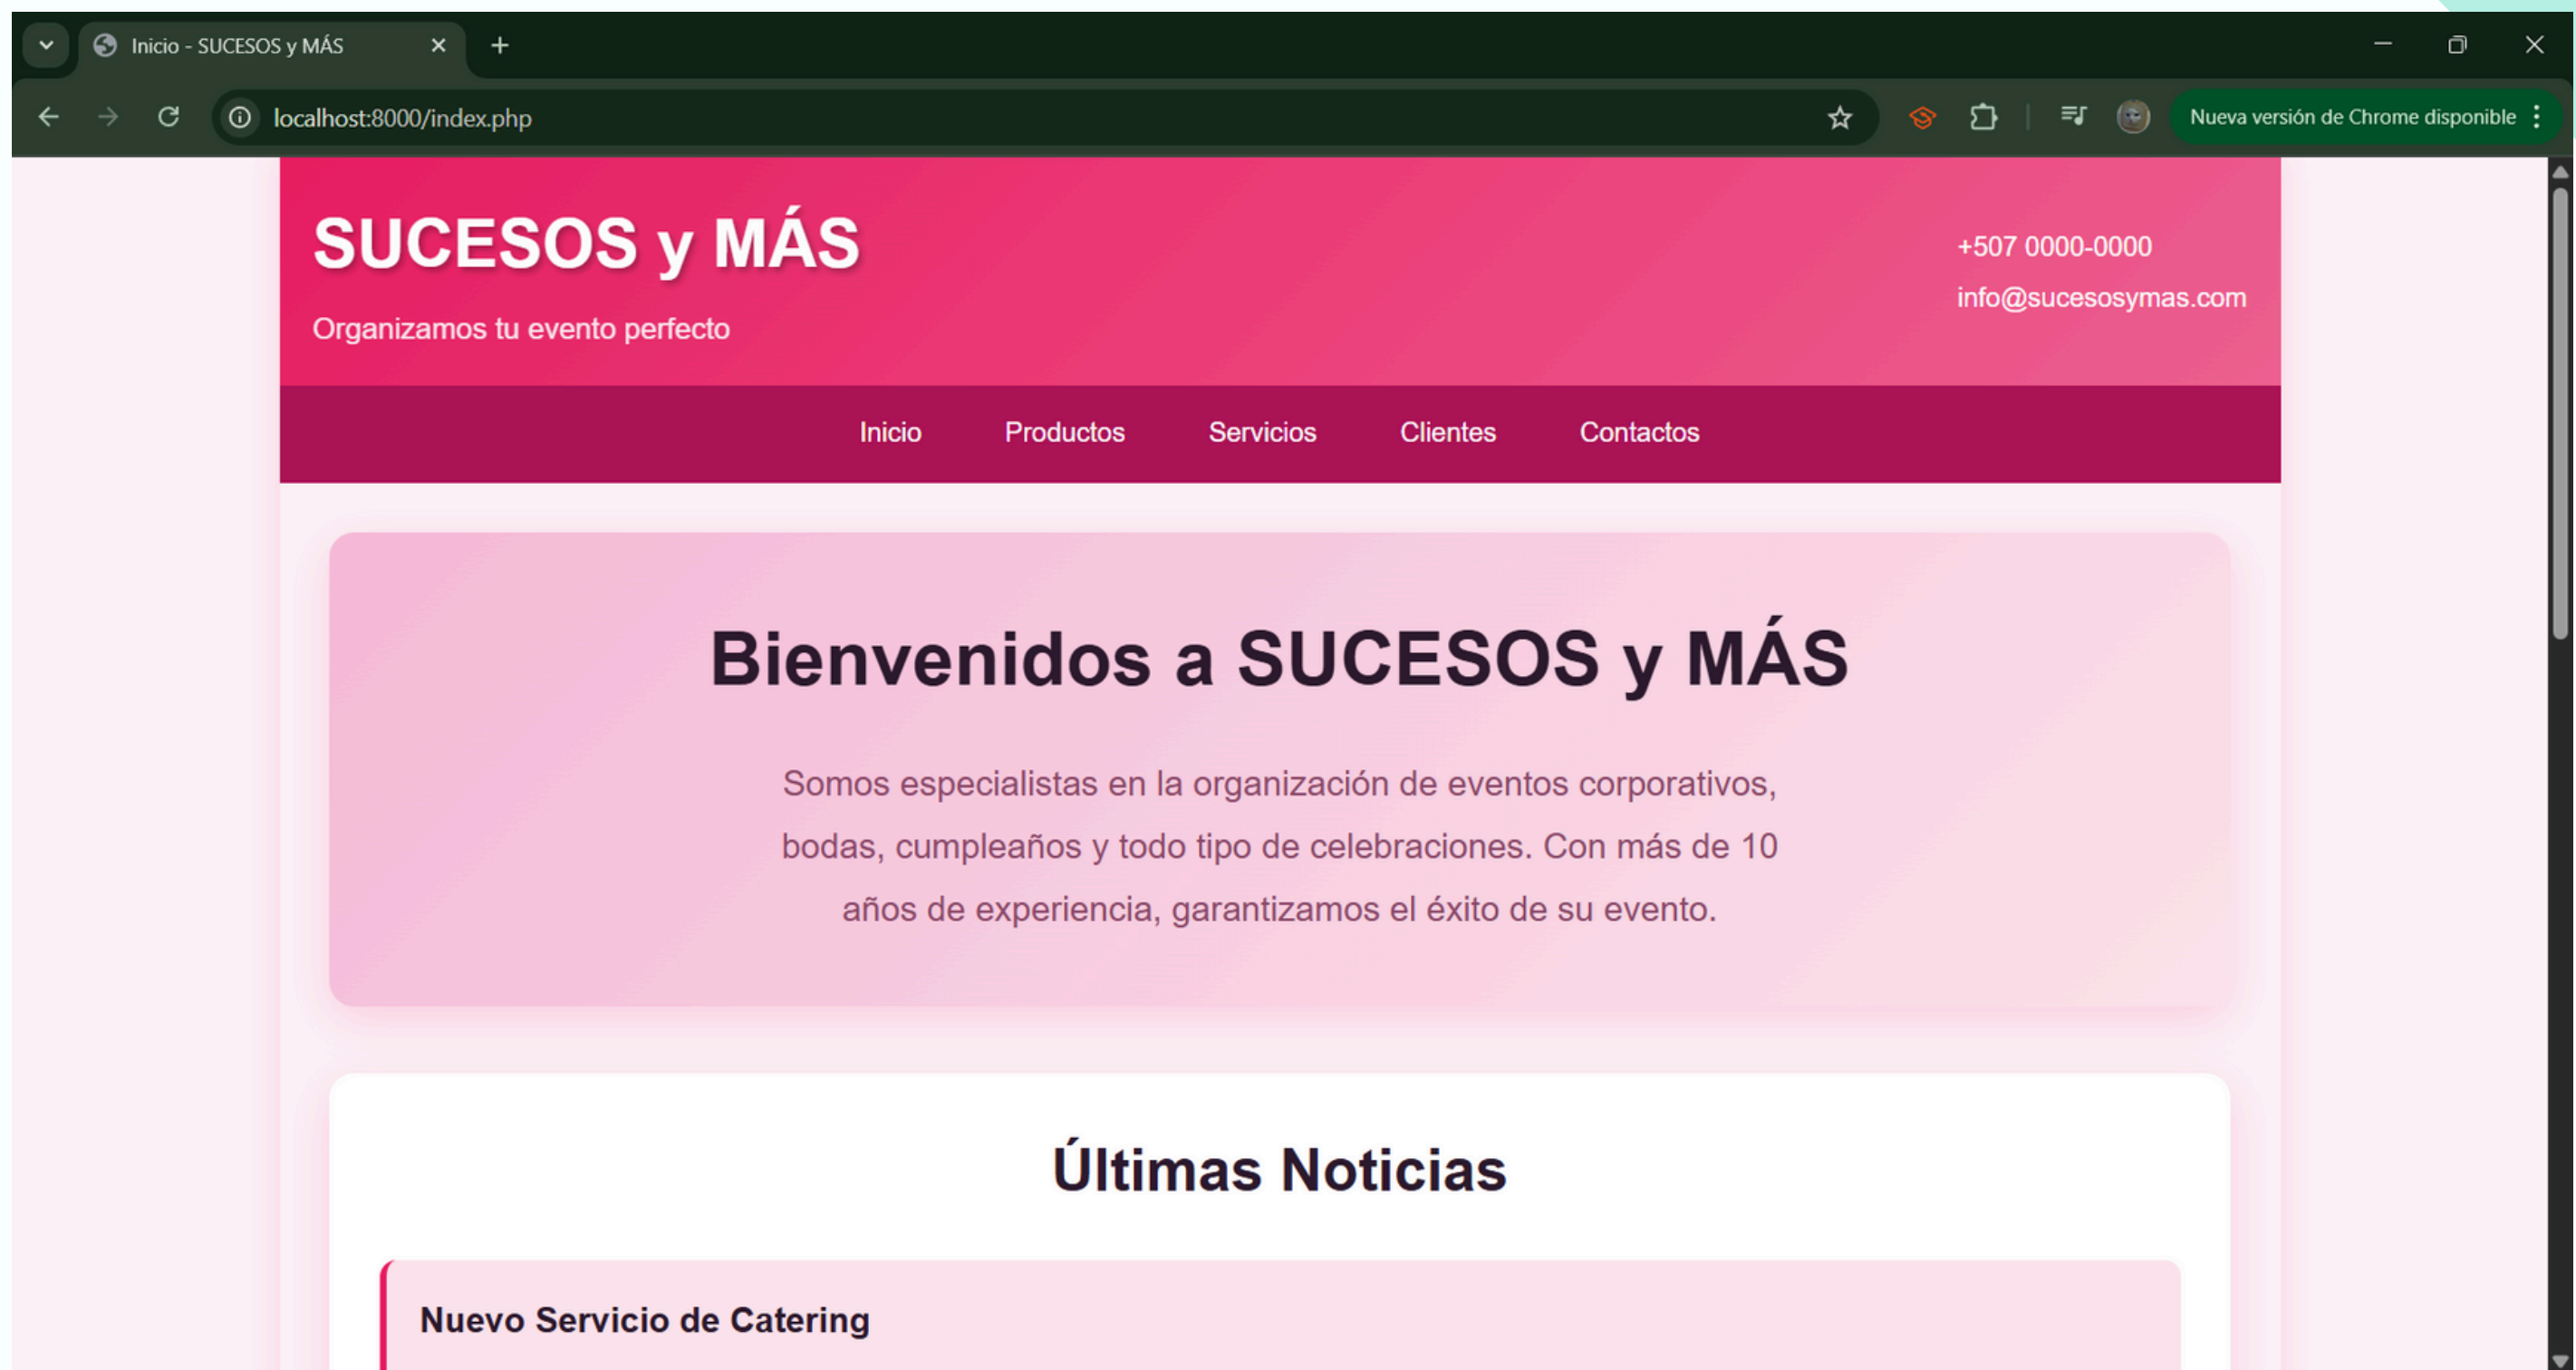 Inicio - SUCESOS y MÁS
localhost:8000/index.php
Nueva versión de Chrome disponible
SUCESOS y MÁS
Organizamos tu evento perfecto
+507 0000-0000
info@sucesosymas.com
Inicio Productos Servicios Clientes Contactos
Bienvenidos a SUCESOS y MÁS
Somos especialistas en la organización de eventos corporativos,
bodas, cumpleaños y todo tipo de celebraciones. Con más de 10
años de experiencia, garantizamos el éxito de su evento.
Últimas Noticias
Nuevo Servicio de Catering